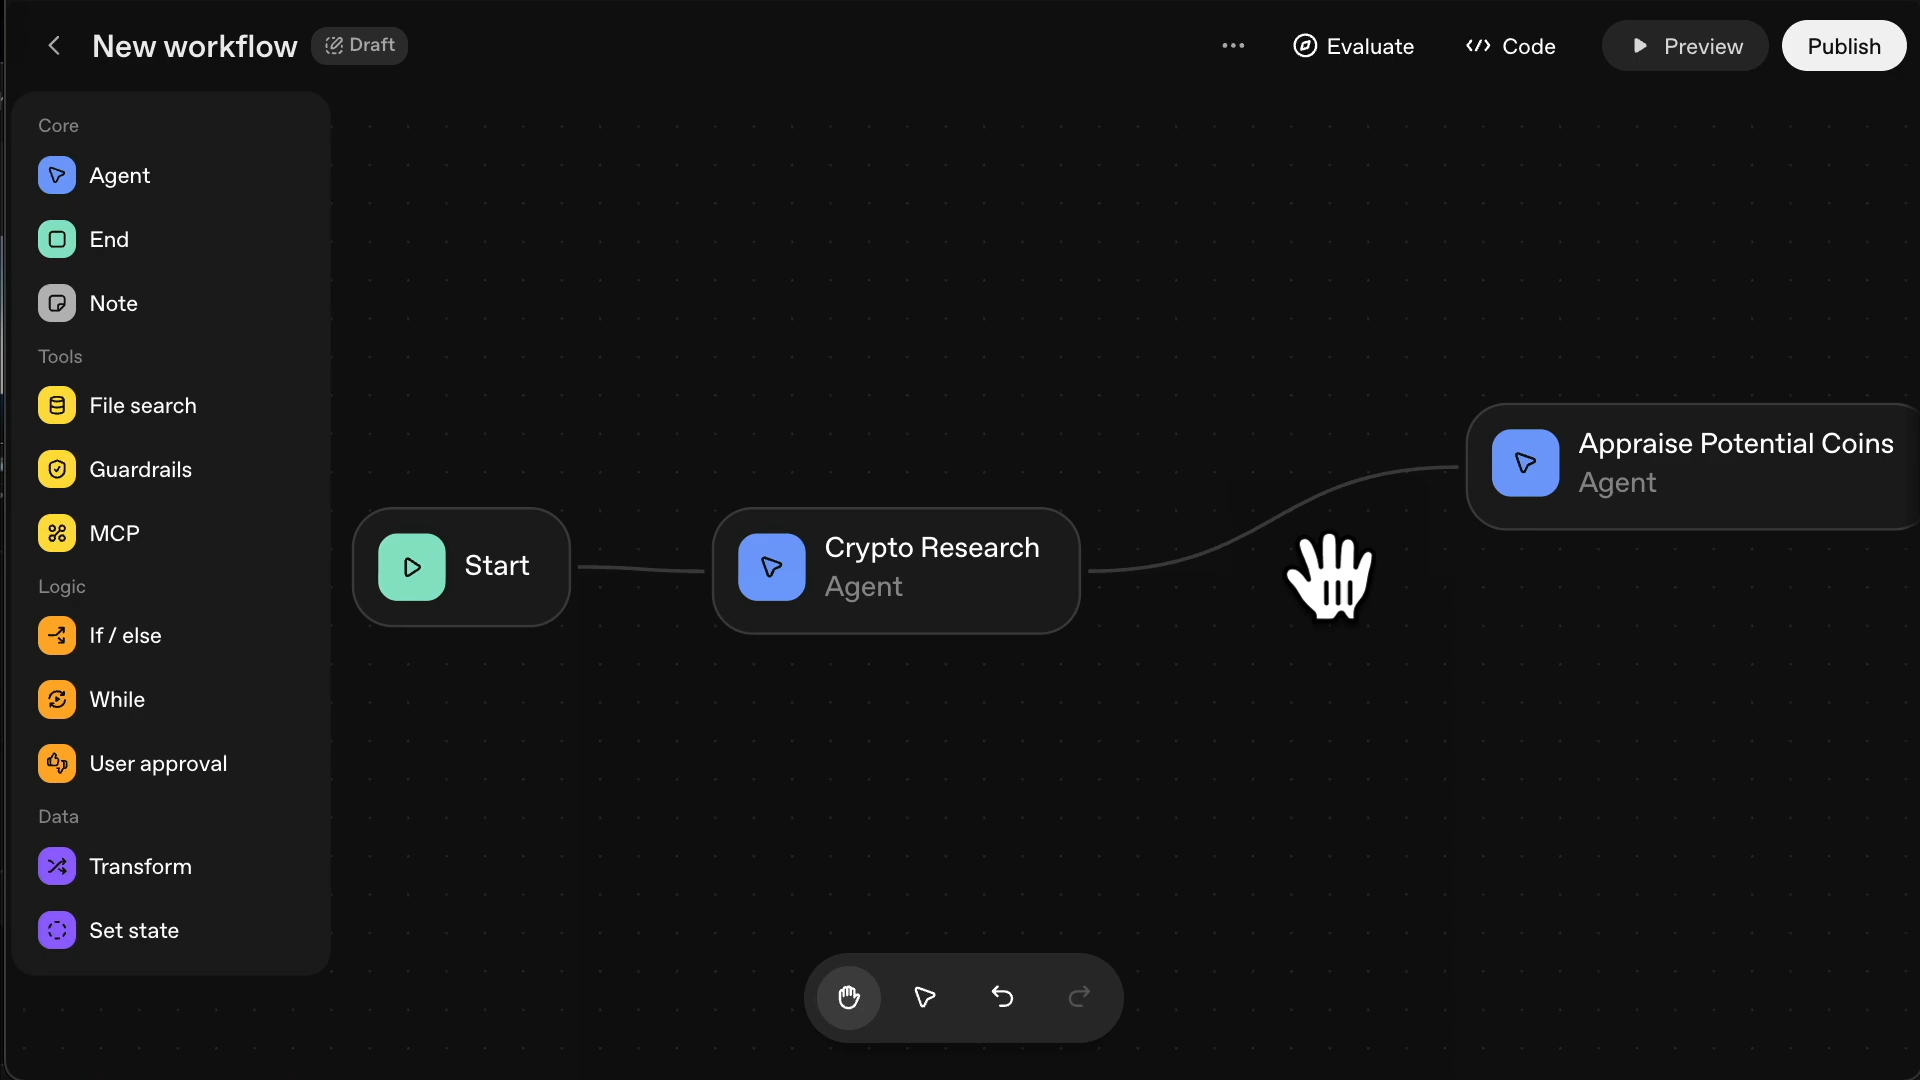 New workflow
Draft
Evaluate
Code
Preview
Publish
Core
Agent
End
Note
Tools
File search
Guardrails
MCP
Logic
If / else
While
User approval
Data
Transform
Set state
Start
Crypto Research
Agent
Appraise Potential Coins
Agent